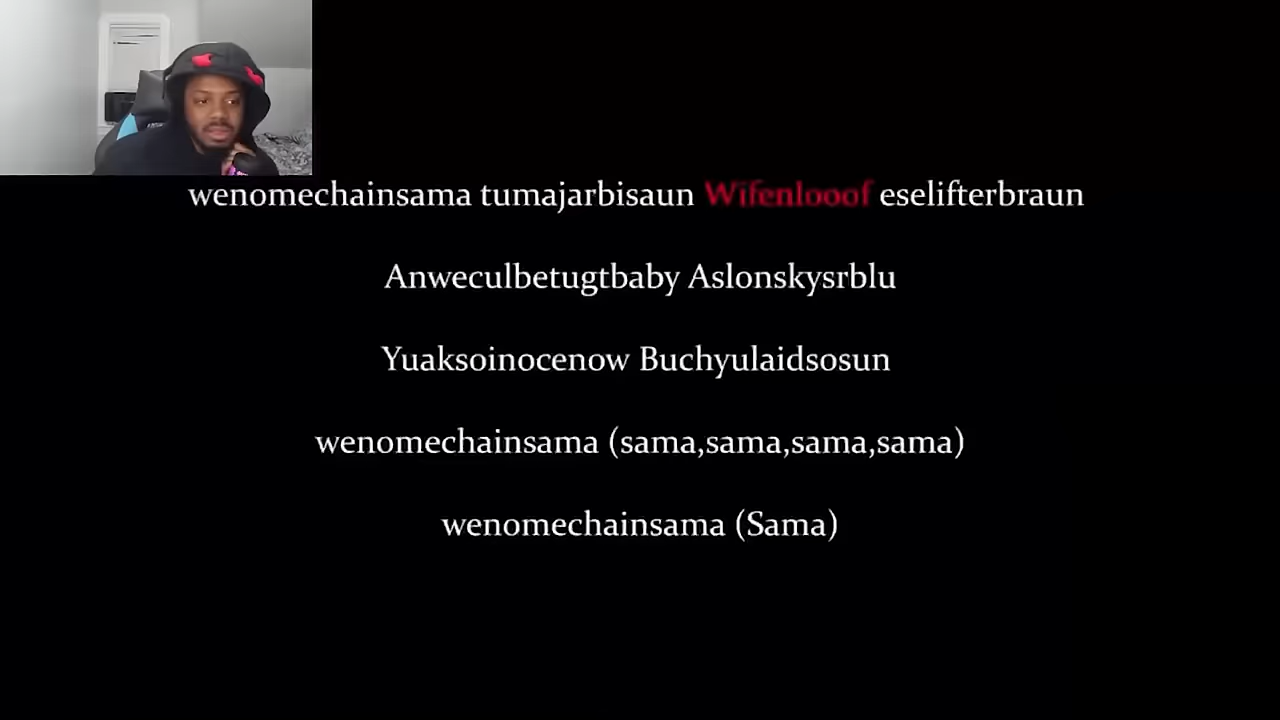 wenomechainsama tumajarbisaun Wifenlooof eselifterbraun
Anweculbetugtbaby Aslonskysrblu
Yuaksoinocenow Buchyulaidsosun
wenomechainsama (sama,sama,sama,sama)
wenomechainsama (Sama)